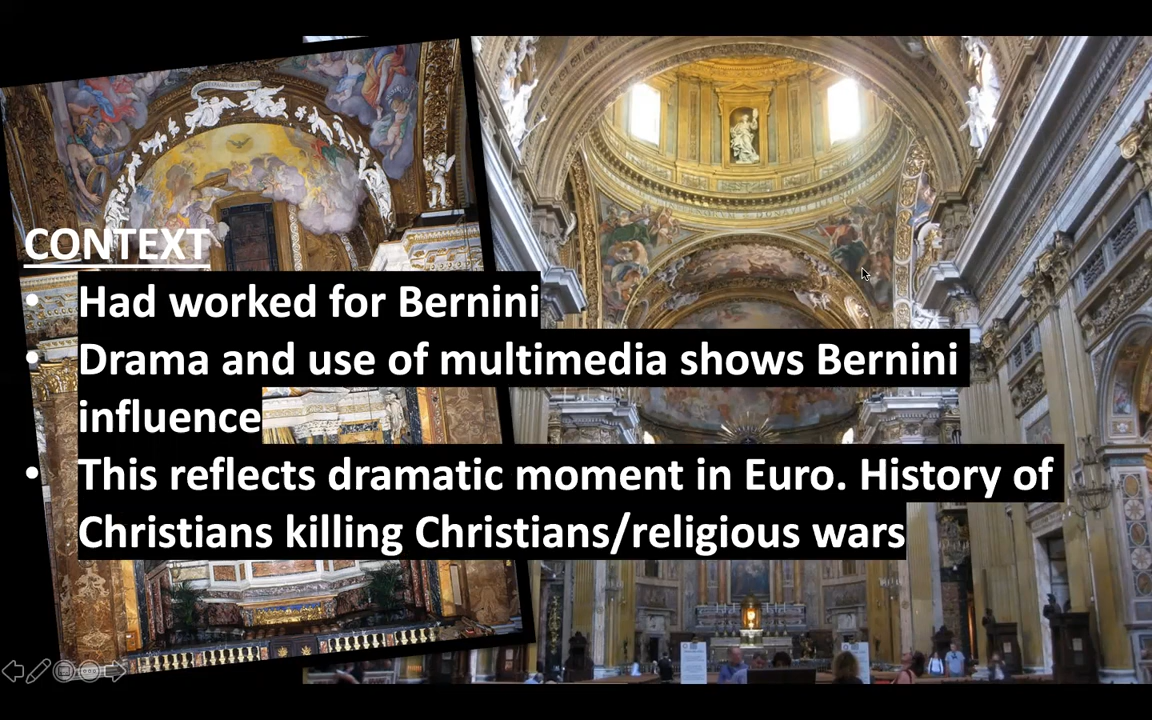 CONTEXT
• Had worked for Bernini
• Drama and use of multimedia shows Bernini
influence
• This reflects dramatic moment in Euro. History of
Christians killing Christians/religious wars